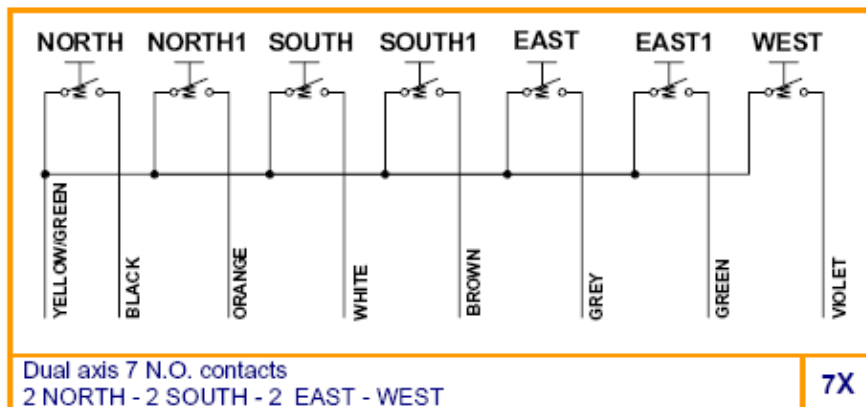 NORTH NORTH1 SOUTH SOUTH1 EAST EAST1 WEST
YELLOW/GREEN
BLACK
ORANGE
WHITE
BROWN
GREY
GREEN
VIOLET
Dual axis 7 N.O. contacts
2 NORTH - 2 SOUTH - 2 EAST - WEST
7X